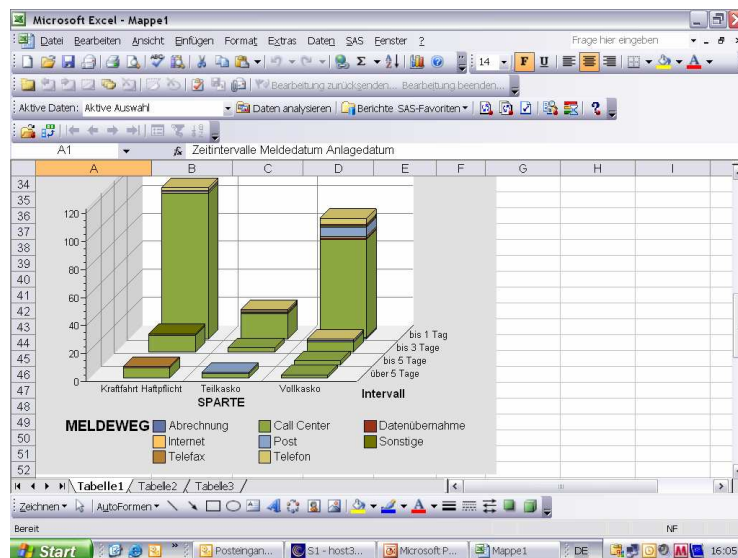 Microsoft Excel - Mappe1
Datei Bearbeiten Ansicht Einfügen Format Extras Daten SAS Fenster ? Frage hier eingeben
14 F U
Bearbeitung zurücksenden... Bearbeitung beenden...
Aktive Daten: Aktive Auswahl Daten analysieren Berichte SAS-Favoriten
A1 fx Zeitintervalle Meldedatum Anlagedatum
A B C D E F G H I
34
35
36
37
38
39
40
41
42
43
44
45
46
47
48
49
50
51
52
120
100
80
60
40
20
0
bis 1 Tag
bis 3 Tage
bis 5 Tage
über 5 Tage
Kraftfahrt Haftpflicht Teilkasko Vollkasko
Intervall
SPARTE
MELDEWEG Abrechnung Call Center Datenübernahme
Internet Post Sonstige
Telefax Telefon
Tabelle1 / Tabelle2 / Tabelle3 /
Zeichnen AutoFormen
Bereit NF
Start Posteingan... S1 - host3... Microsoft P... Mappe1 DE 16:05